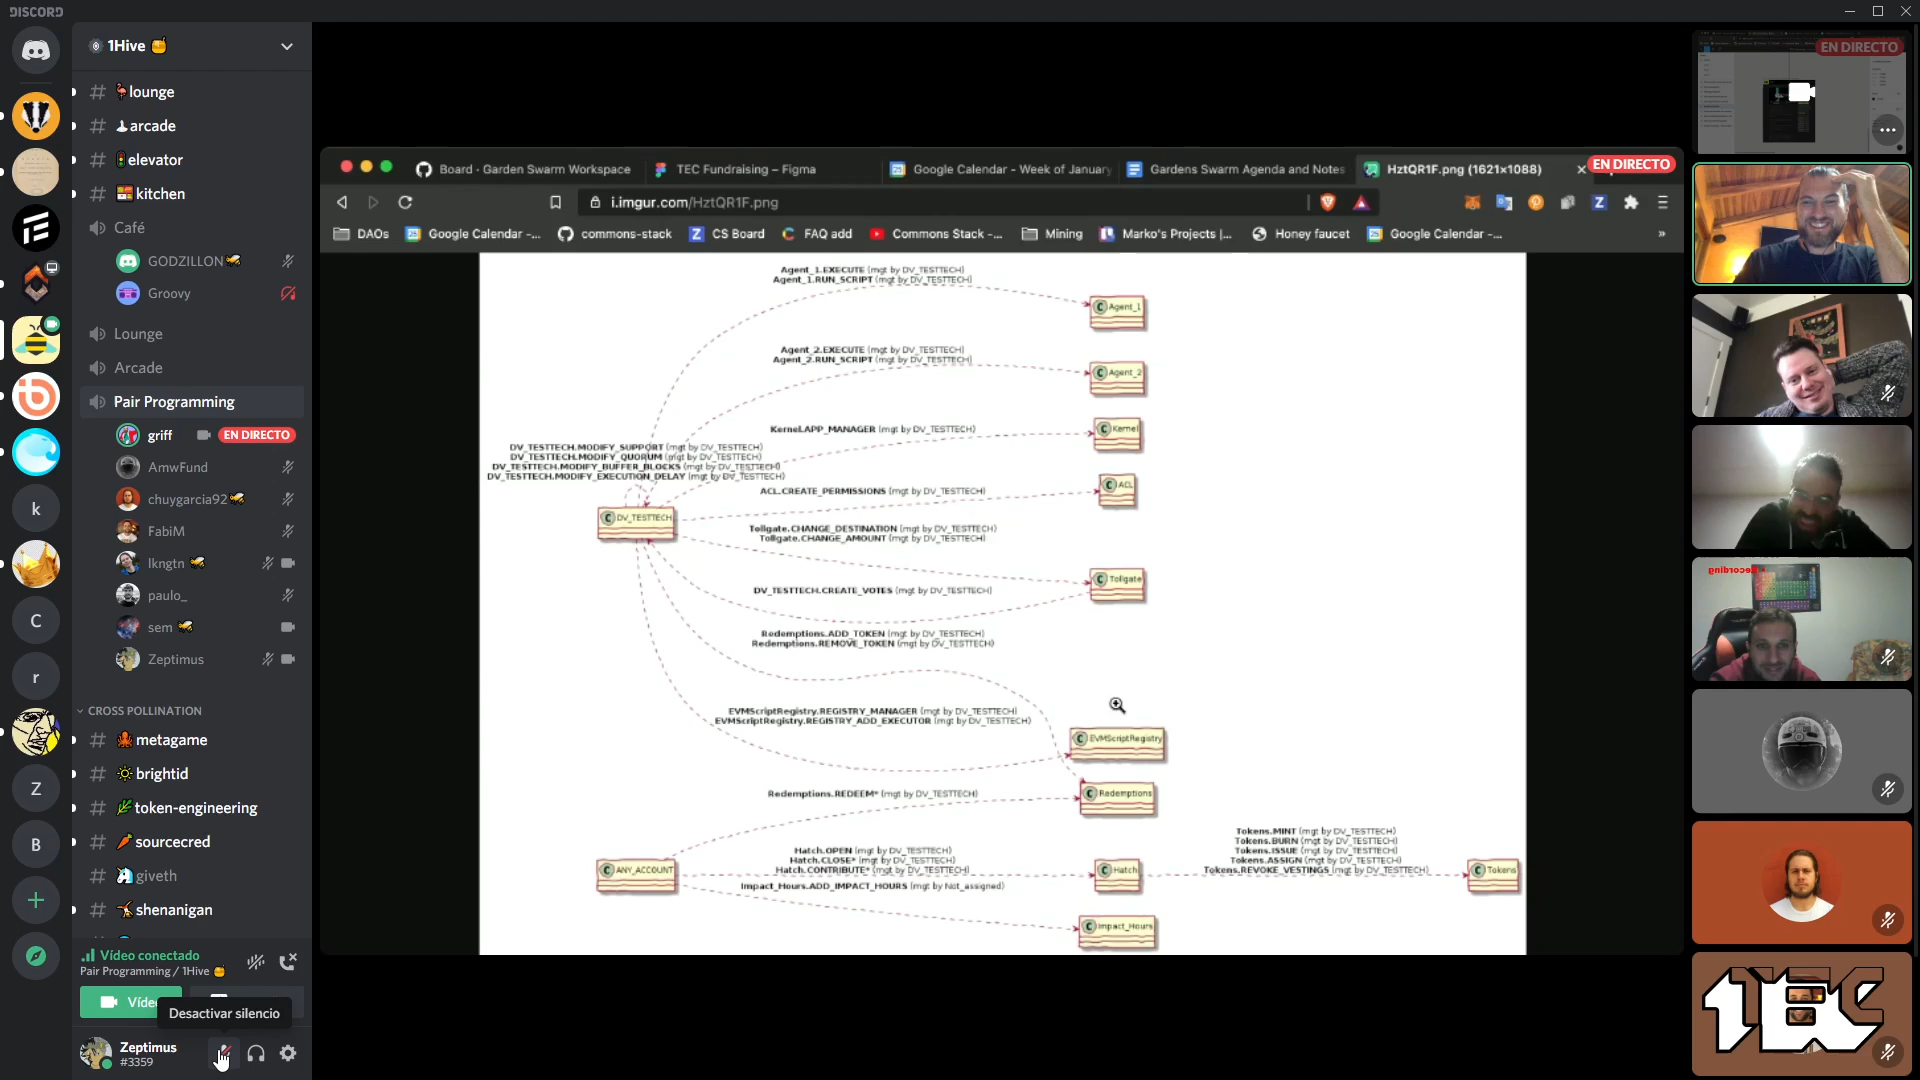 DISCORD
1Hive
lounge
arcade
elevator
kitchen
Café
GODZILLON
Groovy
Lounge
Arcade
Pair Programming
griff
EN DIRECTO
AmwFund
chuygarcia92
FabiM
lkngtn
paulo_
sem
Zeptimus
CROSS POLLINATION
metagame
brightid
token-engineering
sourcecred
giveth
shenanigan
k
C
r
Z
B
Vídeo conectado
Pair Programming / 1Hive
Víde
Desactivar silencio
Zeptimus
#3359
Board - Garden Swarm Workspace
TEC Fundraising – Figma
Google Calendar - Week of January
Gardens Swarm Agenda and Notes
HztQR1F.png (1621×1088)
EN DIRECTO
i.imgur.com/HztQR1F.png
DAOs
Google Calendar -...
commons-stack
CS Board
FAQ add
Commons Stack -...
Mining
Marko's Projects |...
Honey faucet
Google Calendar -...
»
Agent_1.EXECUTE (mgt by DV_TESTTECH)
Agent_1.RUN_SCRIPT (mgt by DV_TESTTECH)
Agent_1
Agent_2.EXECUTE (mgt by DV_TESTTECH)
Agent_2.RUN_SCRIPT (mgt by DV_TESTTECH)
Agent_2
Kernel.APP_MANAGER (mgt by DV_TESTTECH)
Kernel
DV_TESTTECH.MODIFY_SUPPORT (mgt by DV_TESTTECH)
DV_TESTTECH.MODIFY_QUORUM (mgt by DV_TESTTECH)
DV_TESTTECH.MODIFY_BUFFER_BLOCKS (mgt by DV_TESTTECH)
DV_TESTTECH.MODIFY_EXECUTION_DELAY (mgt by DV_TESTTECH)
ACL.CREATE_PERMISSIONS (mgt by DV_TESTTECH)
ACL
DV_TESTTECH
Tollgate.CHANGE_DESTINATION (mgt by DV_TESTTECH)
Tollgate.CHANGE_AMOUNT (mgt by DV_TESTTECH)
Tollgate
DV_TESTTECH.CREATE_VOTES (mgt by DV_TESTTECH)
Redemptions.ADD_TOKEN (mgt by DV_TESTTECH)
Redemptions.REMOVE_TOKEN (mgt by DV_TESTTECH)
EVMScriptRegistry.REGISTRY_MANAGER (mgt by DV_TESTTECH)
EVMScriptRegistry.REGISTRY_ADD_EXECUTOR (mgt by DV_TESTTECH)
EVMScriptRegistry
Redemptions.REDEEM* (mgt by DV_TESTTECH)
Redemptions
Hatch.OPEN (mgt by DV_TESTTECH)
Hatch.CLOSE* (mgt by DV_TESTTECH)
Hatch.CONTRIBUTE* (mgt by DV_TESTTECH)
ANY_ACCOUNT
Hatch
Impact_Hours.ADD_IMPACT_HOURS (mgt by Not_assigned)
Impact_Hours
Tokens.MINT (mgt by DV_TESTTECH)
Tokens.BURN (mgt by DV_TESTTECH)
Tokens.ISSUE (mgt by DV_TESTTECH)
Tokens.ASSIGN (mgt by DV_TESTTECH)
Tokens.REVOKE_VESTINGS (mgt by DV_TESTTECH)
Tokens
EN DIRECTO
Recording
TEC